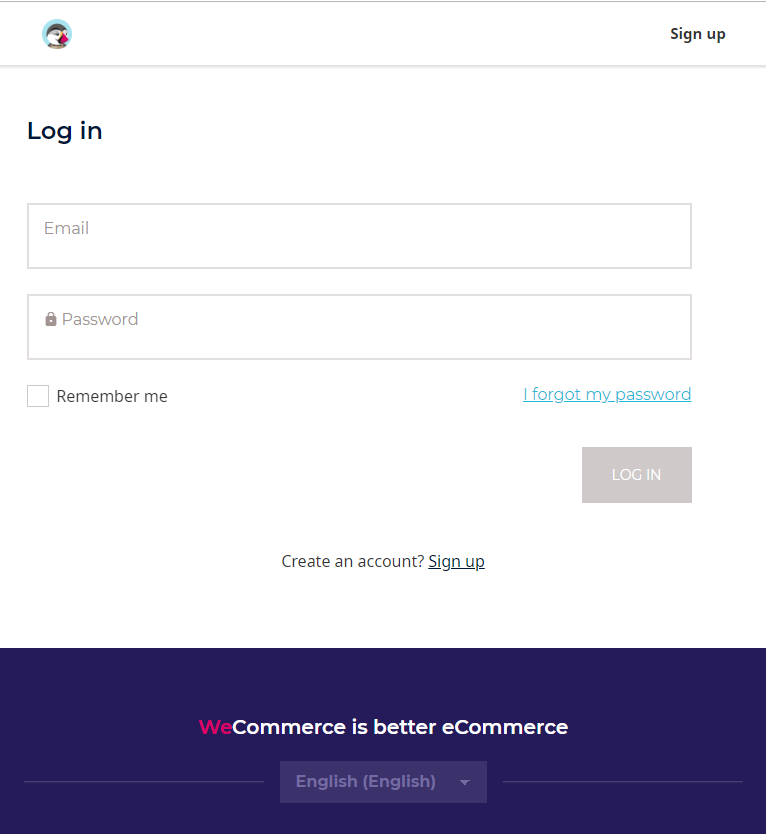 Sign up
Log in
Email
Password
Remember me
I forgot my password
LOG IN
Create an account? Sign up
WeCommerce is better eCommerce
English (English)